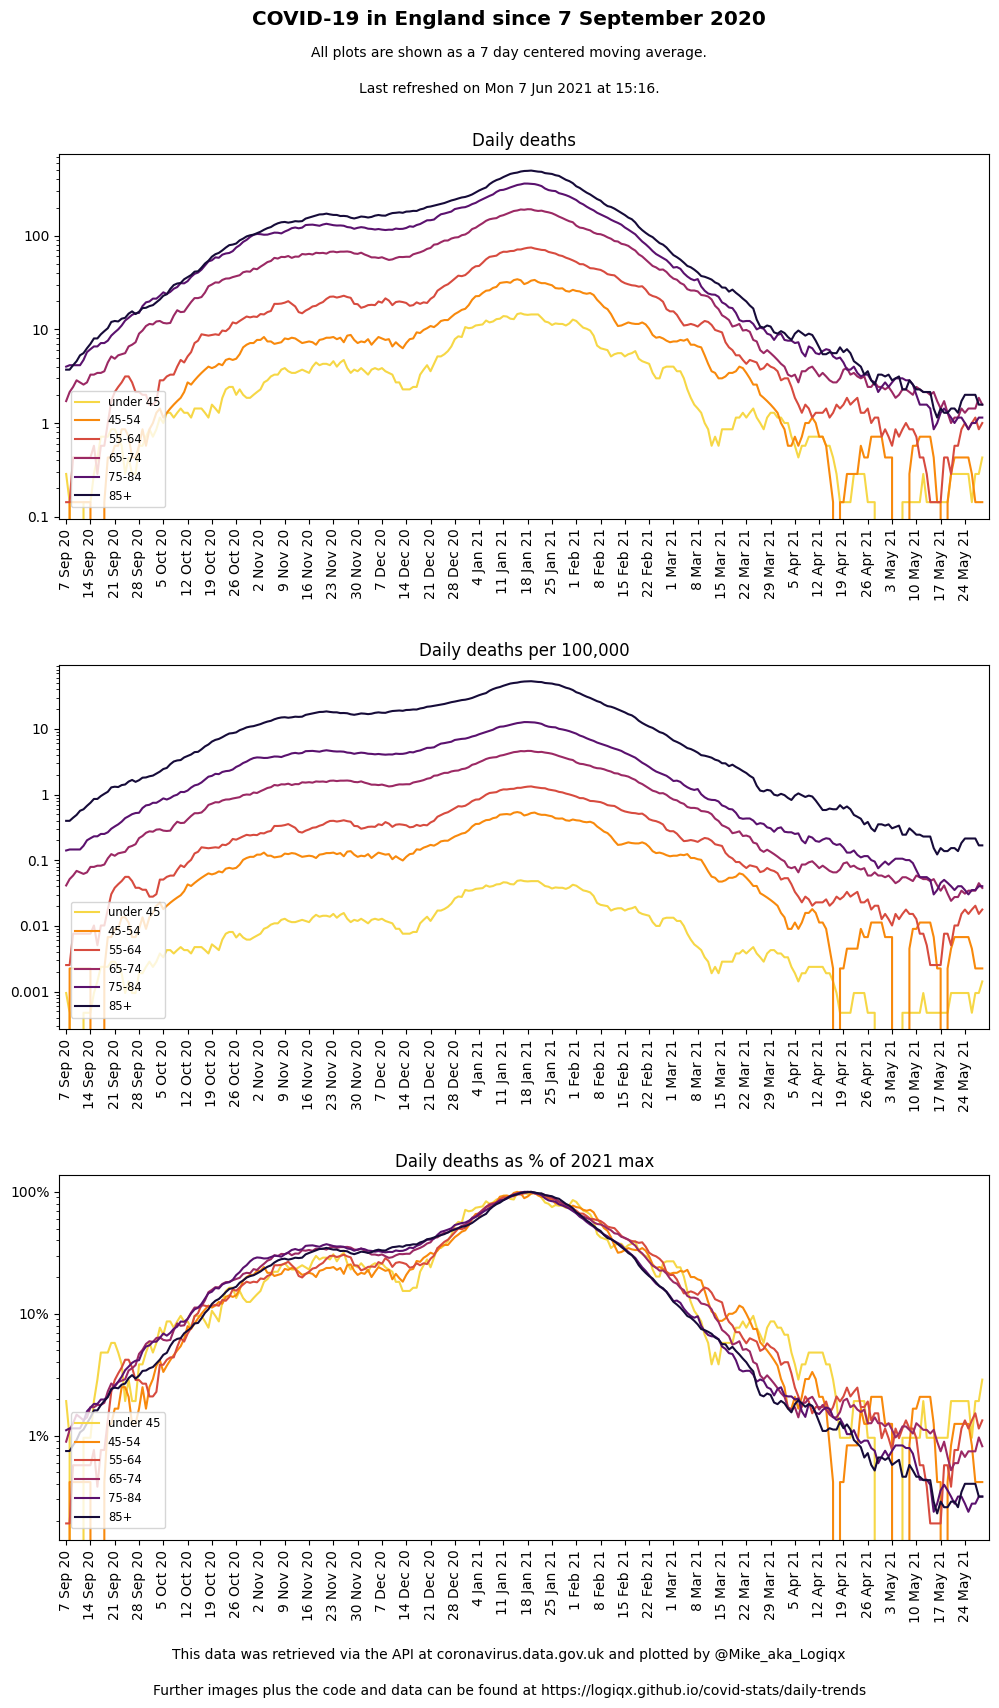 COVID-19 in England since 7 September 2020
All plots are shown as a 7 day centered moving average.
Last refreshed on Mon 7 Jun 2021 at 15:16.
Daily deaths
100
10
1
0.1
under 45
45-54
55-64
65-74
75-84
85+
7 Sep 20
14 Sep 20
21 Sep 20
28 Sep 20
5 Oct 20
12 Oct 20
19 Oct 20
26 Oct 20
2 Nov 20
9 Nov 20
16 Nov 20
23 Nov 20
30 Nov 20
7 Dec 20
14 Dec 20
21 Dec 20
28 Dec 20
4 Jan 21
11 Jan 21
18 Jan 21
25 Jan 21
1 Feb 21
8 Feb 21
15 Feb 21
22 Feb 21
1 Mar 21
8 Mar 21
15 Mar 21
22 Mar 21
29 Mar 21
5 Apr 21
12 Apr 21
19 Apr 21
26 Apr 21
3 May 21
10 May 21
17 May 21
24 May 21
Daily deaths per 100,000
10
1
0.1
0.01
0.001
under 45
45-54
55-64
65-74
75-84
85+
7 Sep 20
14 Sep 20
21 Sep 20
28 Sep 20
5 Oct 20
12 Oct 20
19 Oct 20
26 Oct 20
2 Nov 20
9 Nov 20
16 Nov 20
23 Nov 20
30 Nov 20
7 Dec 20
14 Dec 20
21 Dec 20
28 Dec 20
4 Jan 21
11 Jan 21
18 Jan 21
25 Jan 21
1 Feb 21
8 Feb 21
15 Feb 21
22 Feb 21
1 Mar 21
8 Mar 21
15 Mar 21
22 Mar 21
29 Mar 21
5 Apr 21
12 Apr 21
19 Apr 21
26 Apr 21
3 May 21
10 May 21
17 May 21
24 May 21
Daily deaths as % of 2021 max
100%
10%
1%
under 45
45-54
55-64
65-74
75-84
85+
7 Sep 20
14 Sep 20
21 Sep 20
28 Sep 20
5 Oct 20
12 Oct 20
19 Oct 20
26 Oct 20
2 Nov 20
9 Nov 20
16 Nov 20
23 Nov 20
30 Nov 20
7 Dec 20
14 Dec 20
21 Dec 20
28 Dec 20
4 Jan 21
11 Jan 21
18 Jan 21
25 Jan 21
1 Feb 21
8 Feb 21
15 Feb 21
22 Feb 21
1 Mar 21
8 Mar 21
15 Mar 21
22 Mar 21
29 Mar 21
5 Apr 21
12 Apr 21
19 Apr 21
26 Apr 21
3 May 21
10 May 21
17 May 21
24 May 21
This data was retrieved via the API at coronavirus.data.gov.uk and plotted by @Mike_aka_Logiqx
Further images plus the code and data can be found at https://logiqx.github.io/covid-stats/daily-trends